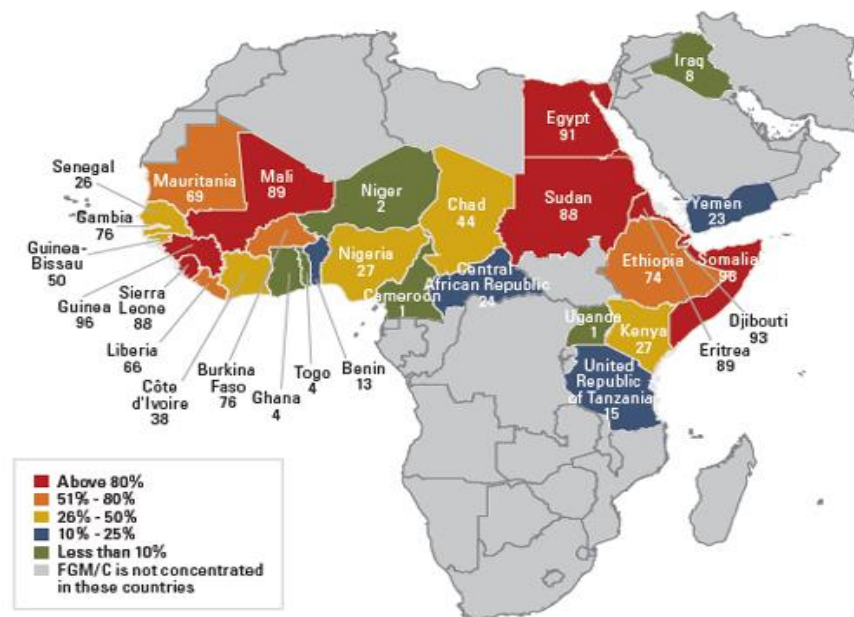 Iraq
8
Egypt
91
Senegal
26
Mauritania
69
Mali
89
Niger
2
Chad
44
Sudan
88
Yemen
23
Gambia
76
Guinea-
Bissau
50
Nigeria
27
Ethiopia
74
Somalia
98
Guinea
96
Sierra
Leone
88
Cameroon
1
Central
African Republic
24
Uganda
1
Kenya
27
Djibouti
93
Eritrea
89
Liberia
66
Côte
d'Ivoire
38
Burkina
Faso
76
Ghana
4
Togo
4
Benin
13
United
Republic
of Tanzania
15
Above 80%
51% - 80%
26% - 50%
10% - 25%
Less than 10%
FGM/C is not concentrated
in these countries